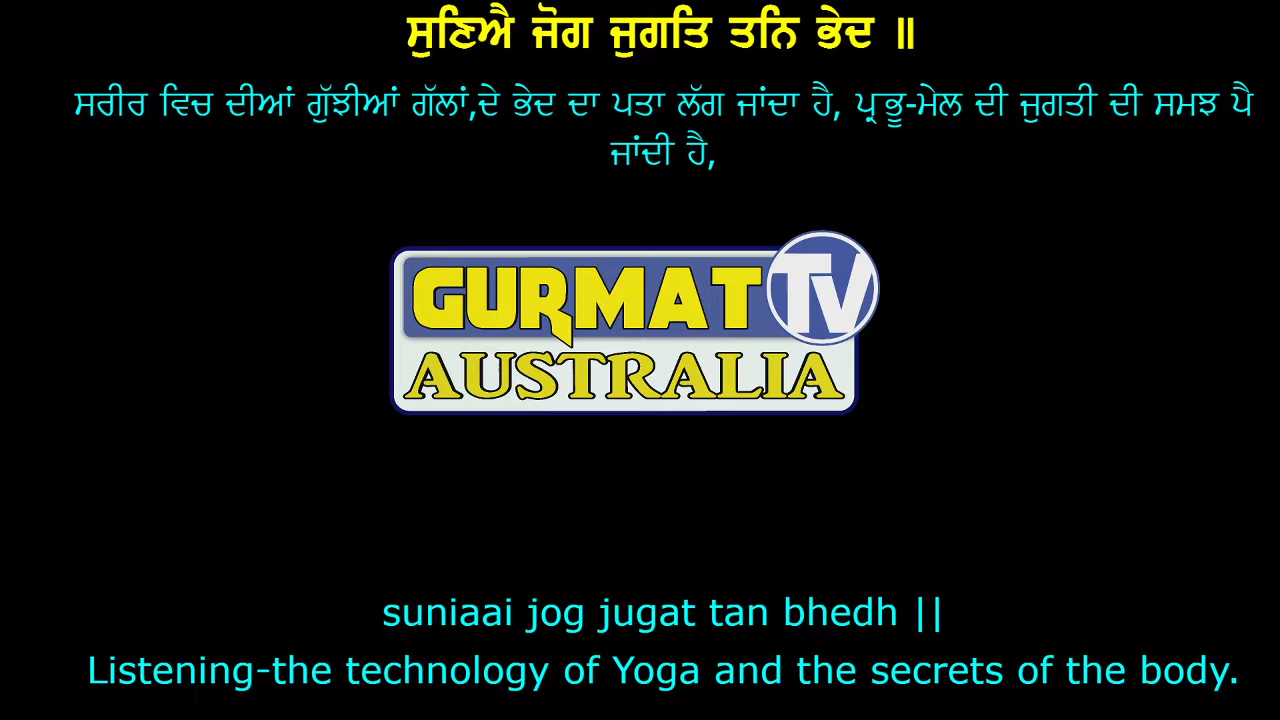 ਸੁਣਿਐ ਜੋਗ ਜੁਗਤਿ ਤਨਿ ਭੇਦ ॥
ਸਰੀਰ ਵਿਚ ਦੀਆਂ ਗੁੱਝੀਆਂ ਗੱਲਾਂ,ਦੇ ਭੇਦ ਦਾ ਪਤਾ ਲੱਗ ਜਾਂਦਾ ਹੈ, ਪ੍ਰਭੂ-ਮੇਲ ਦੀ ਜੁਗਤੀ ਦੀ ਸਮਝ ਪੈ
ਜਾਂਦੀ ਹੈ,
GURMAT TV
AUSTRALIA
suniaai jog jugat tan bhedh ||
Listening-the technology of Yoga and the secrets of the body.